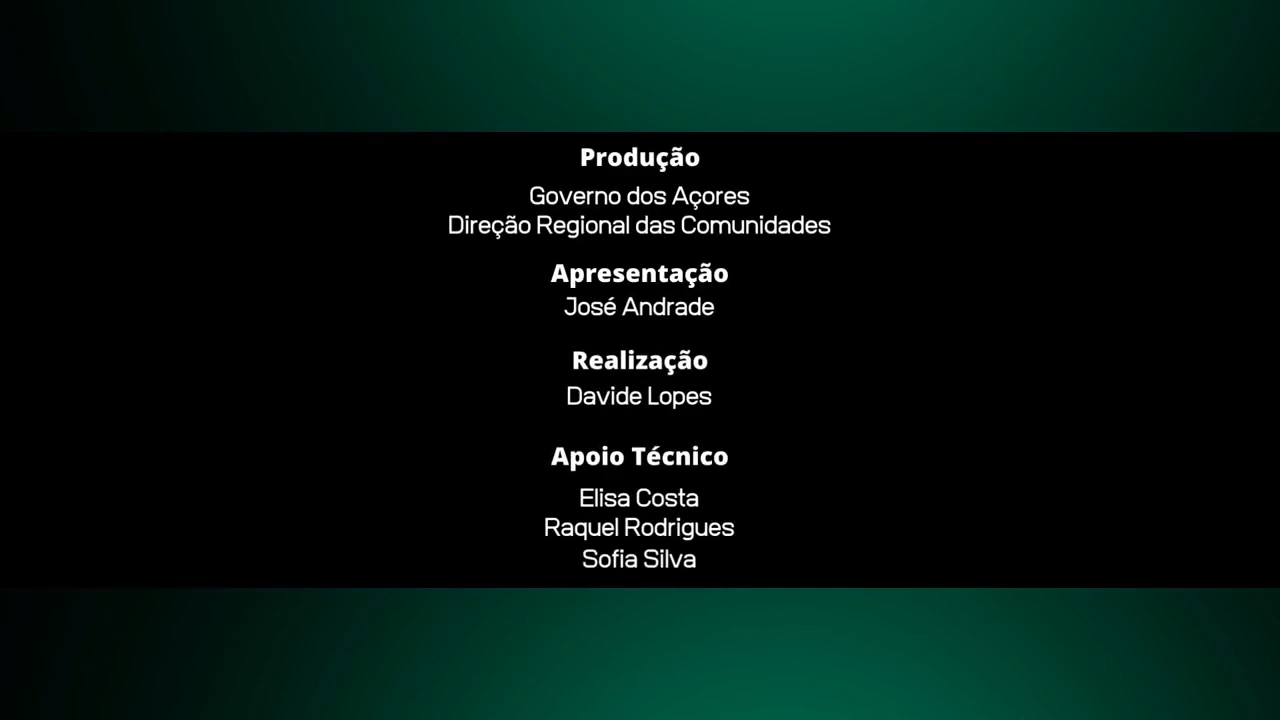 Produção
Governo dos Açores
Direção Regional das Comunidades
Apresentação
José Andrade
Realização
Davide Lopes
Apoio Técnico
Elisa Costa
Raquel Rodrigues
Sofia Silva